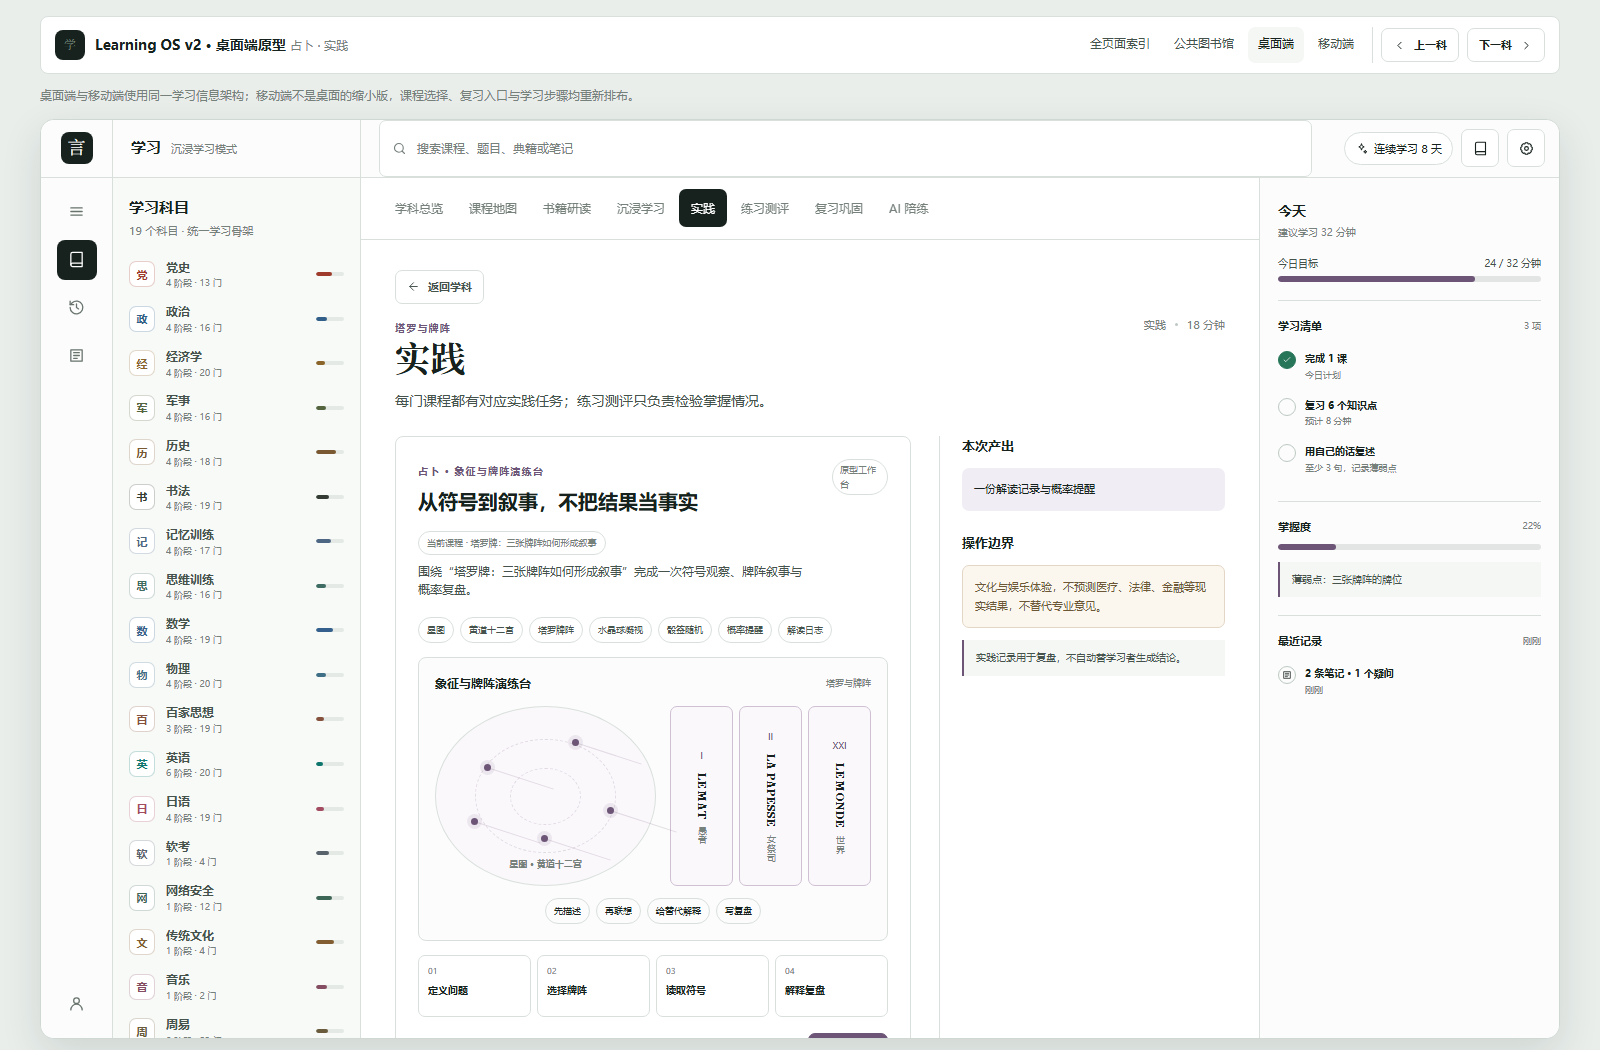 学 Learning OS v2 • 桌面端原型 占卜 · 实践
全页面索引 公共图书馆 桌面端 移动端 上一科 下一科
桌面端与移动端使用同一学习信息架构；移动端不是桌面的缩小版，课程选择、复习入口与学习步骤均重新排布。
言 学习 沉浸学习模式
搜索课程、题目、典籍或笔记
连续学习 8 天
学习科目
19 个科目 · 统一学习骨架
党 党史
4 阶段 · 13 门
政 政治
4 阶段 · 16 门
经 经济学
4 阶段 · 20 门
军 军事
4 阶段 · 16 门
历 历史
4 阶段 · 18 门
书 书法
4 阶段 · 19 门
记 记忆训练
4 阶段 · 17 门
思 思维训练
4 阶段 · 16 门
数 数学
4 阶段 · 19 门
物 物理
4 阶段 · 20 门
百 百家思想
3 阶段 · 19 门
英 英语
6 阶段 · 20 门
日 日语
4 阶段 · 19 门
软 软考
1 阶段 · 4 门
网 网络安全
1 阶段 · 12 门
文 传统文化
1 阶段 · 4 门
音 音乐
1 阶段 · 2 门
周 周易
学科总览 课程地图 书籍研读 沉浸学习 实践 练习测评 复习巩固 AI 陪练
返回学科
塔罗与牌阵
实践 • 18 分钟
实践
每门课程都有对应实践任务；练习测评只负责检验掌握情况。
占卜 • 象征与牌阵演练台
原型工作
台
从符号到叙事，不把结果当事实
当前课程 · 塔罗牌：三张牌阵如何形成叙事
围绕“塔罗牌：三张牌阵如何形成叙事”完成一次符号观察、牌阵叙事与
概率复盘。
星图 黄道十二宫 塔罗牌阵 水晶球凝视 骰签随机 概率提醒 解读日志
象征与牌阵演练台 塔罗与牌阵
星图 • 黄道十二宫
I LE MAT 愚者
II LA PAPESSE 女祭司
XXI LE MONDE 世界
先描述 再联想 给替代解释 写复盘
01
定义问题
02
选择牌阵
03
读取符号
04
解释复盘
本次产出
一份解读记录与概率提醒
操作边界
文化与娱乐体验，不预测医疗、法律、金融等现
实结果，不替代专业意见。
实践记录用于复盘，不自动替学习者生成结论。
今天
建议学习 32 分钟
今日目标 24 / 32 分钟
学习清单 3 项
完成 1 课
今日计划
复习 6 个知识点
预计 8 分钟
用自己的话复述
至少 3 句，记录薄弱点
掌握度 22%
薄弱点：三张牌阵的牌位
最近记录 刚刚
2 条笔记 • 1 个疑问
刚刚